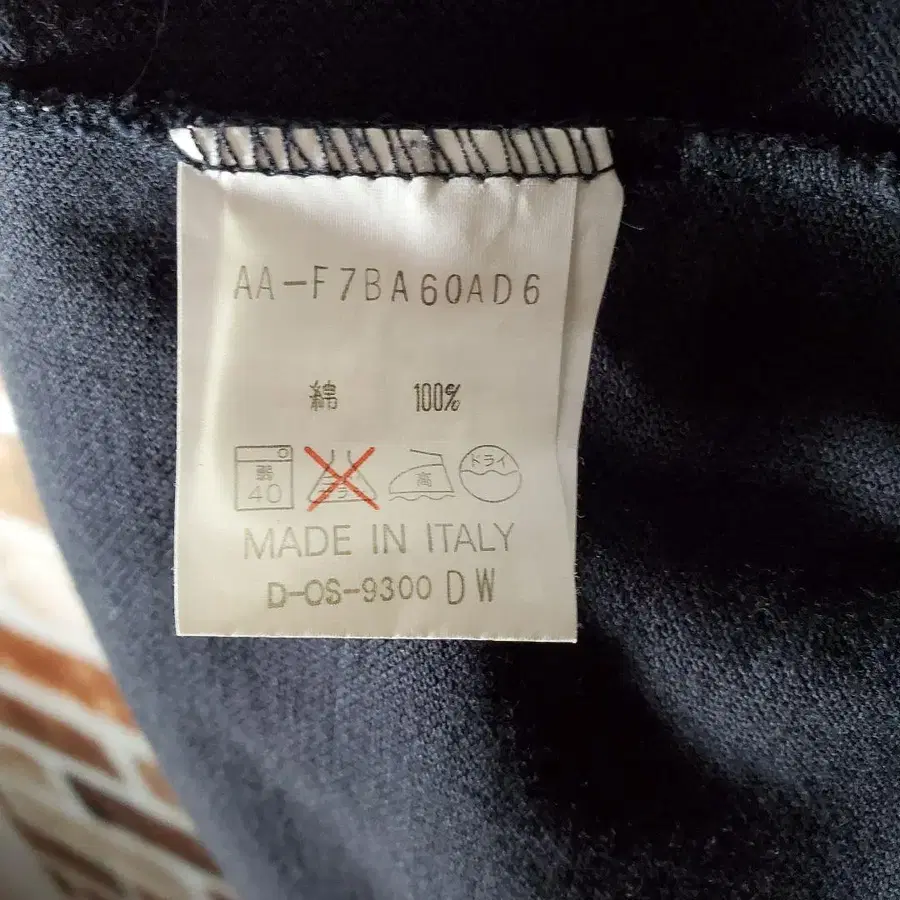 AA-F7BA60AD6
綿 100%
弱 40 高 ドライ
MADE IN ITALY
D-OS-9300 DW